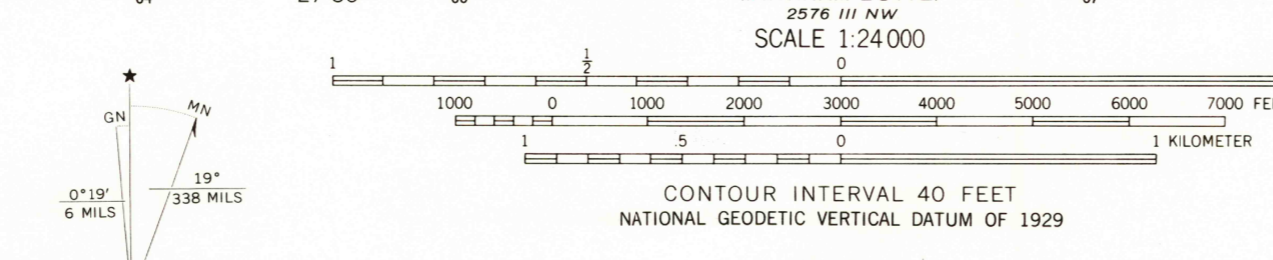 2576 III NW
SCALE 1:24000
1 1/2 0
1000 0 1000 2000 3000 4000 5000 6000 7000
1 .5 0 1 KILOMETER
CONTOUR INTERVAL 40 FEET
NATIONAL GEODETIC VERTICAL DATUM OF 1929
GN MN
0°19' 19°
6 MILS 338 MILS